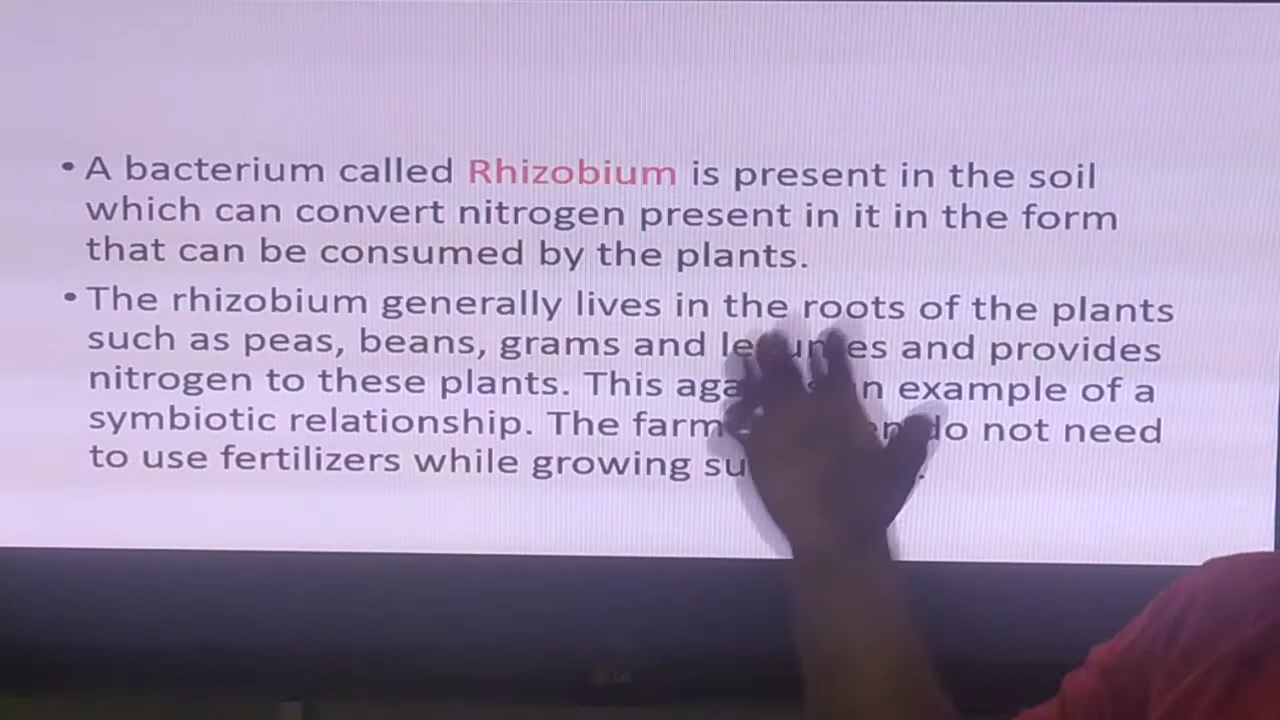 • A bacterium called Rhizobium is present in the soil
which can convert nitrogen present in it in the form
that can be consumed by the plants.
• The rhizobium generally lives in the roots of the plants
such as peas, beans, grams and legumes and provides
nitrogen to these plants. This again example of a
symbiotic relationship. The do not need
to use fertilizers while growing
LG